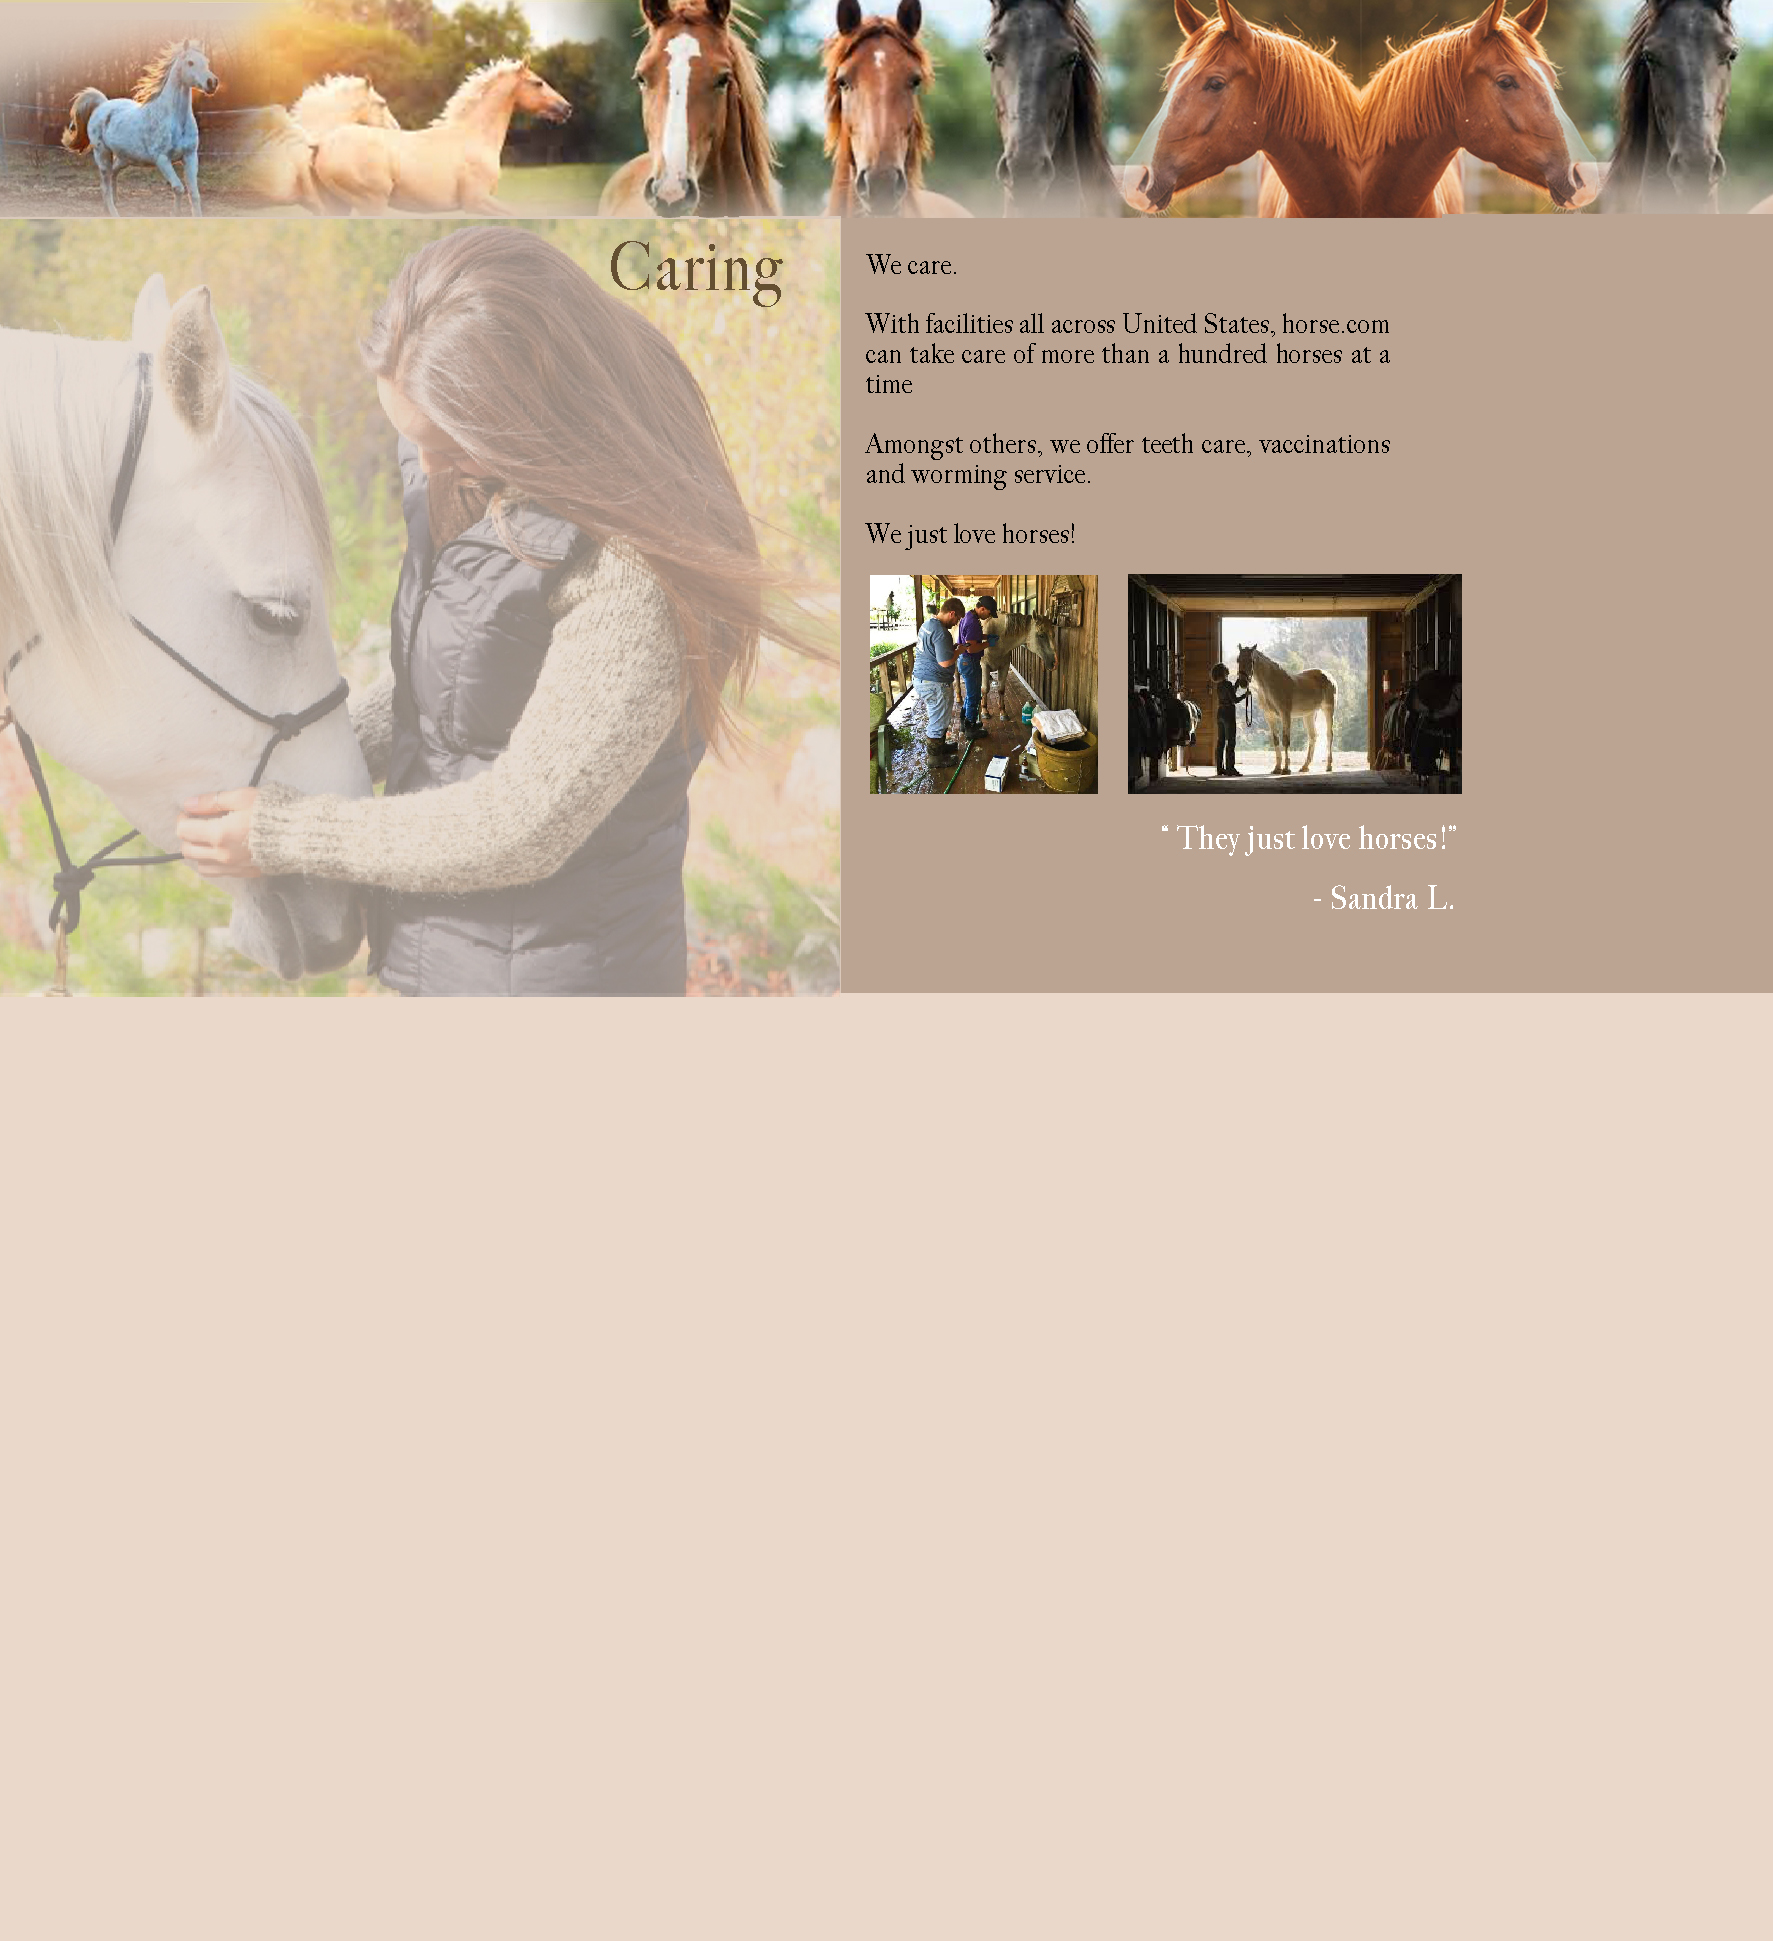 Caring
We care.
With facilities all across United States, horse.com
can take care of more than a hundred horses at a
time
Amongst others, we offer teeth care, vaccinations
and worming service.
We just love horses!
“ They just love horses!”
- Sandra L.